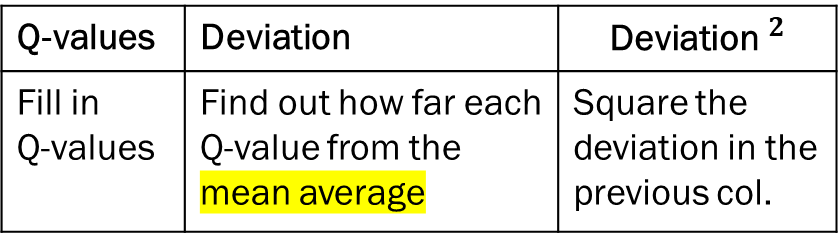 Q-values
Deviation
Deviation ²
Fill in
Q-values
Find out how far each
Q-value from the
mean average
Square the
deviation in the
previous col.